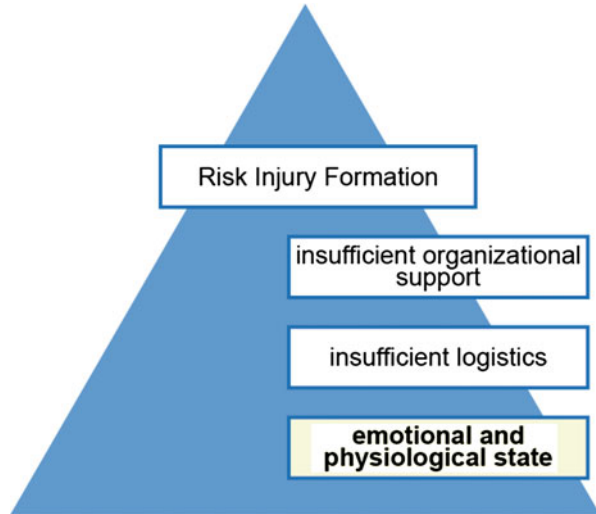 Risk Injury Formation
insufficient organizational
support
insufficient logistics
emotional and
physiological state